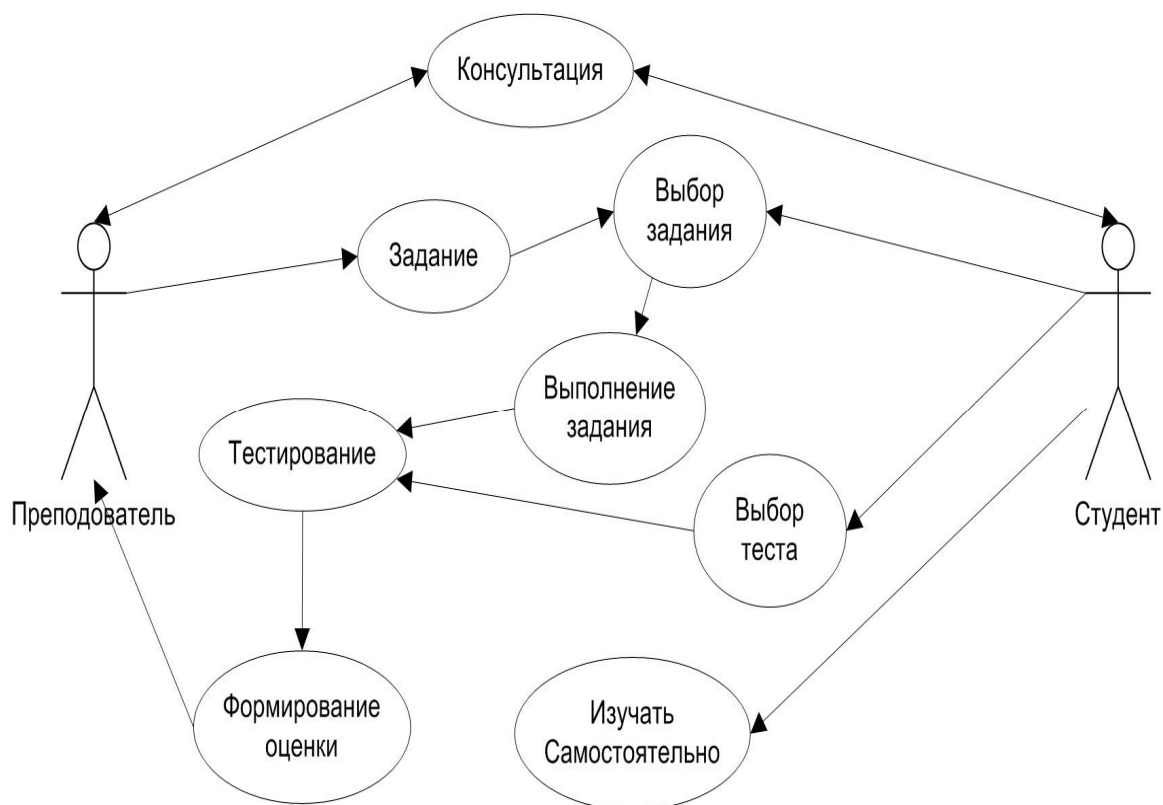 Консультация
Выбор
задания
Задание
Выполнение
задания
Тестирование
Преподователь
Выбор
теста
Студент
Формирование
оценки
Изучать
Самостоятельно